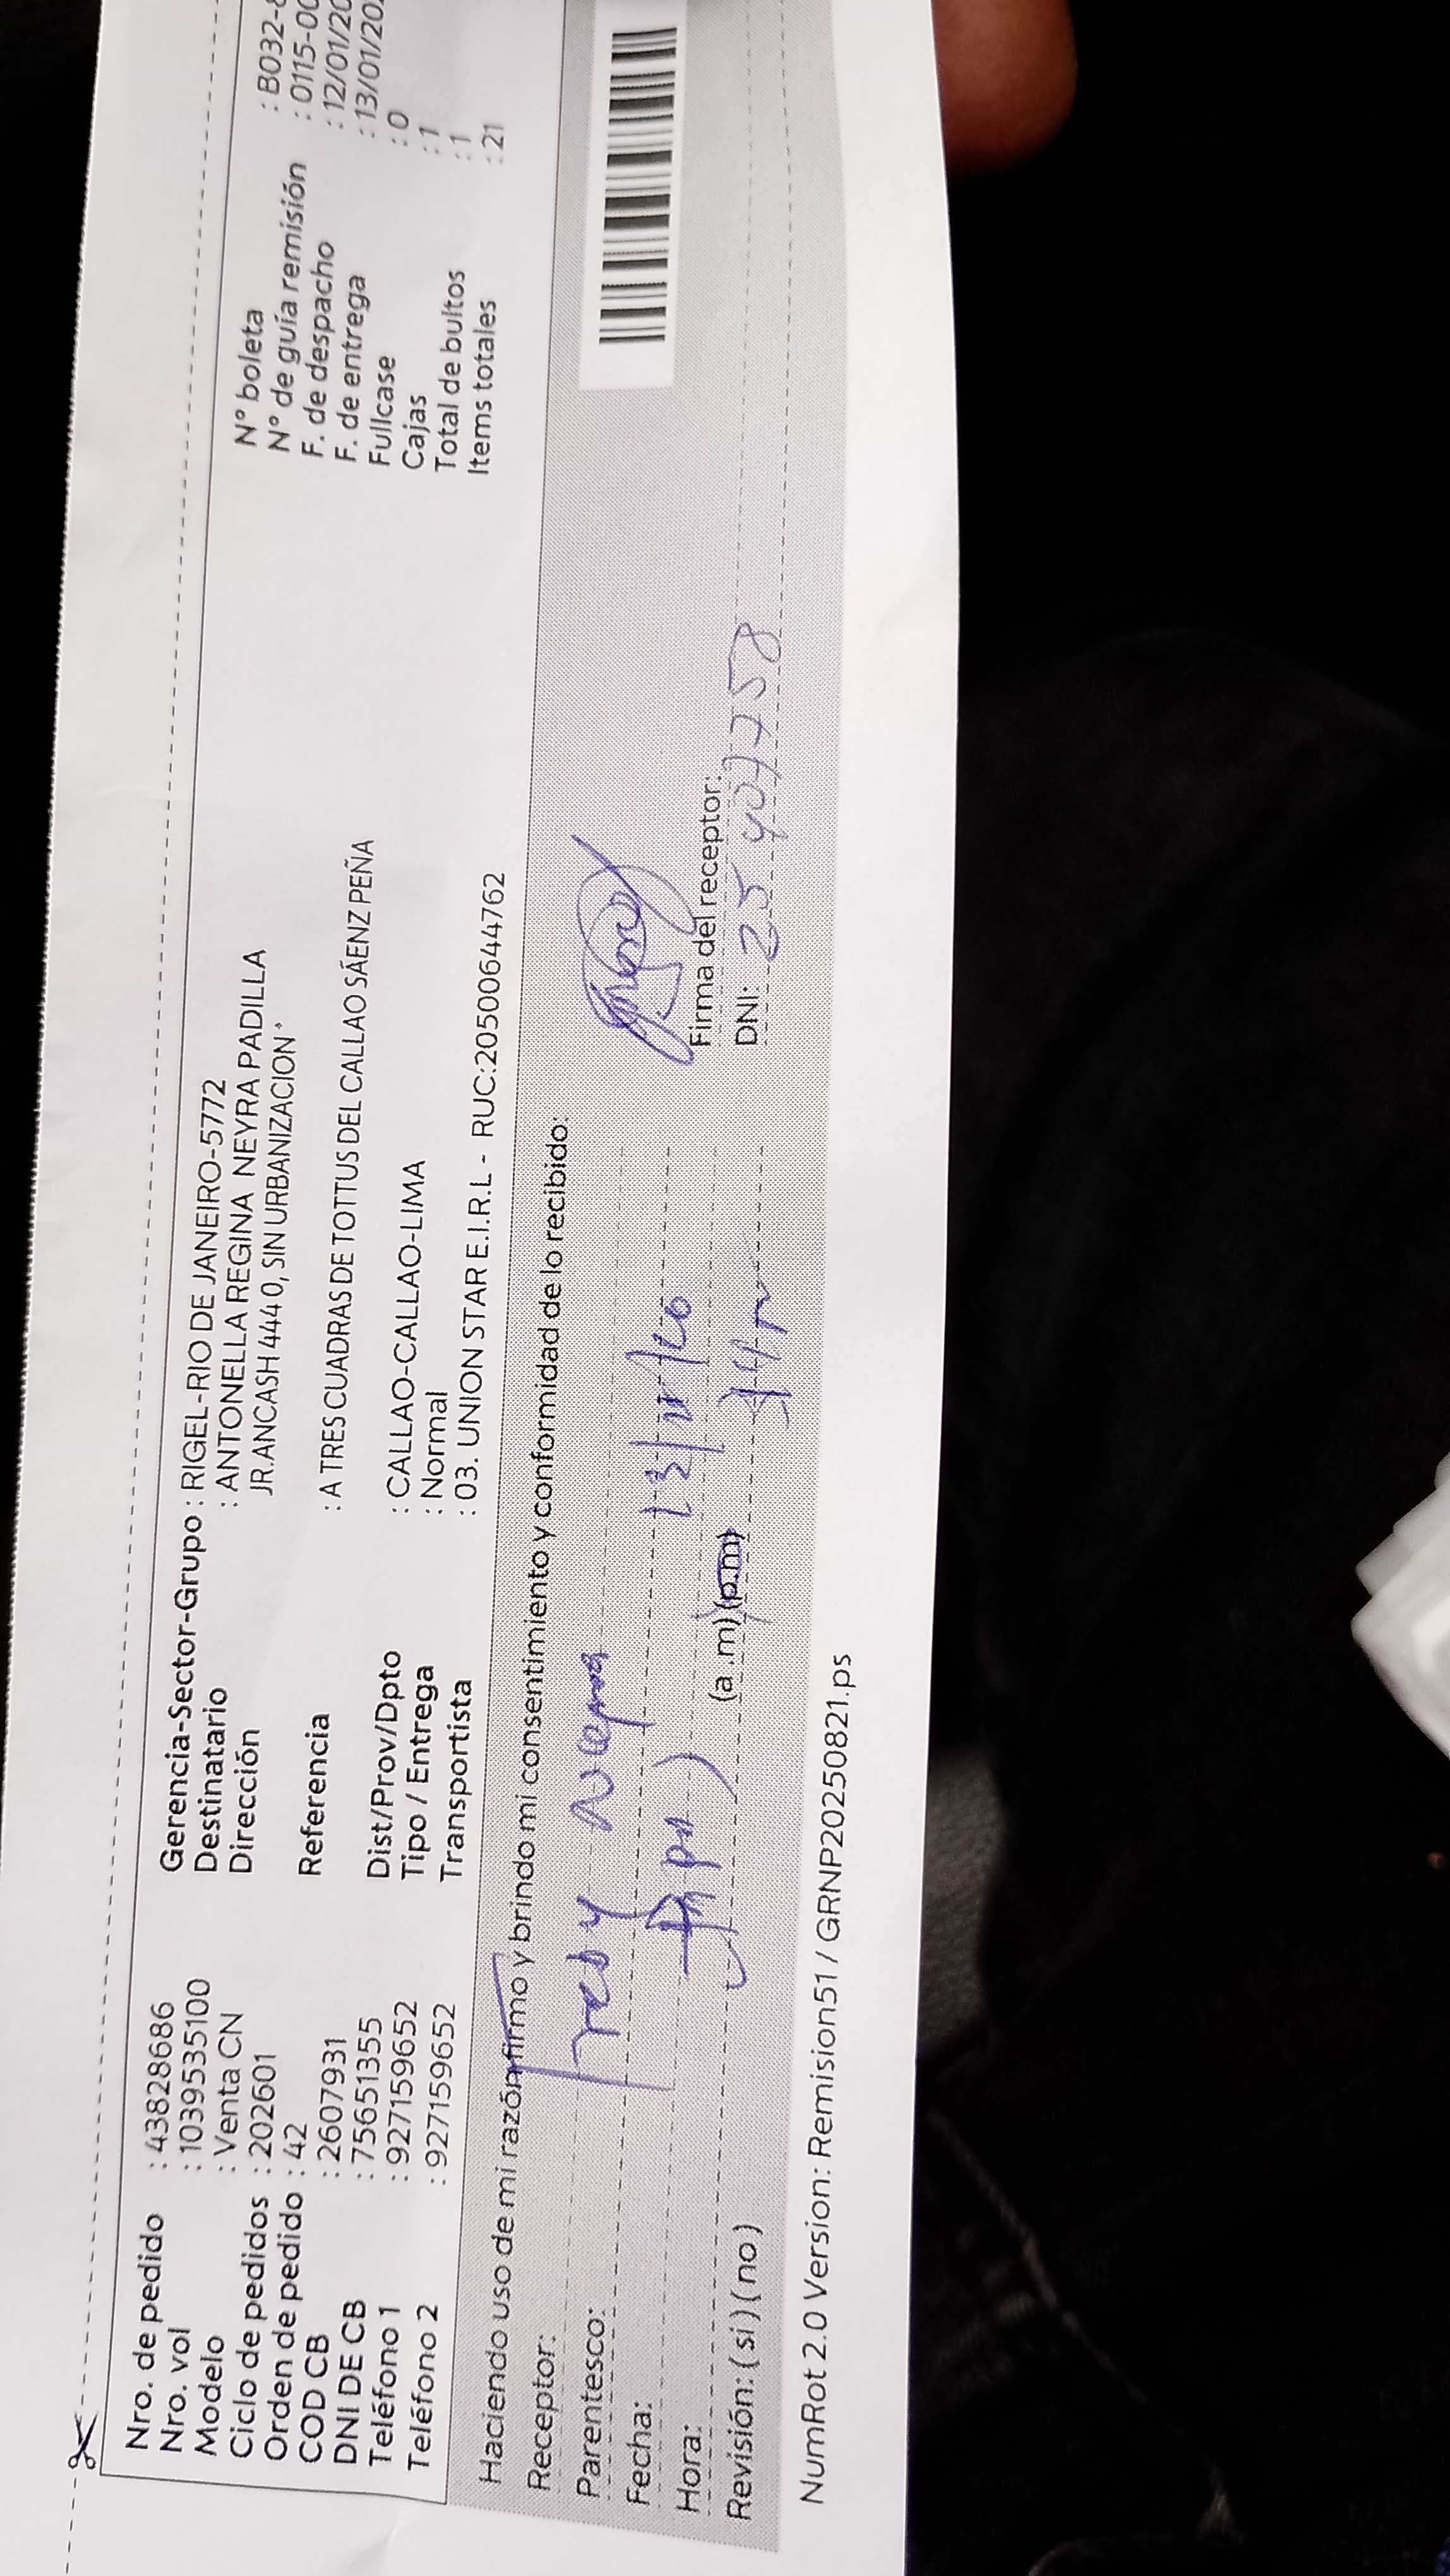 Nro. de pedido : 43828686
Nro. vol : 1039535100
Modelo : Venta CN
Ciclo de pedidos : 202601
Orden de pedido : 42
COD CB : 2607931
DNI DE CB : 75651355
Teléfono 1 : 927159652
Teléfono 2 : 927159652
Gerencia-Sector-Grupo : RIGEL-RIO DE JANEIRO-5772
Destinatario : ANTONELLA REGINA NEYRA PADILLA
Dirección JR.ANCASH 444 0, SIN URBANIZACION
Referencia : A TRES CUADRAS DE TOTTUS DEL CALLAO SÁENZ PEÑA
Dist/Prov/Dpto : CALLAO-CALLAO-LIMA
Tipo / Entrega : Normal
Transportista : 03. UNION STAR E.I.R.L - RUC:20500644762
N° boleta : B032-
N° de guía remisión : 0115-00
F. de despacho : 12/01/20
F. de entrega : 13/01/20
Fullcase : 0
Cajas : 1
Total de bultos : 1
Items totales : 21
Haciendo uso de mi razón firmo y brindo mi consentimiento y conformidad de lo recibido:
Receptor:
Parentesco:
Fecha:
Hora: (a .m) (p.m)
Revisión: ( si ) ( no )
Firma del receptor:
DNI:
NumRot 2.0 Version: Remision51 / GRNP20250821.ps